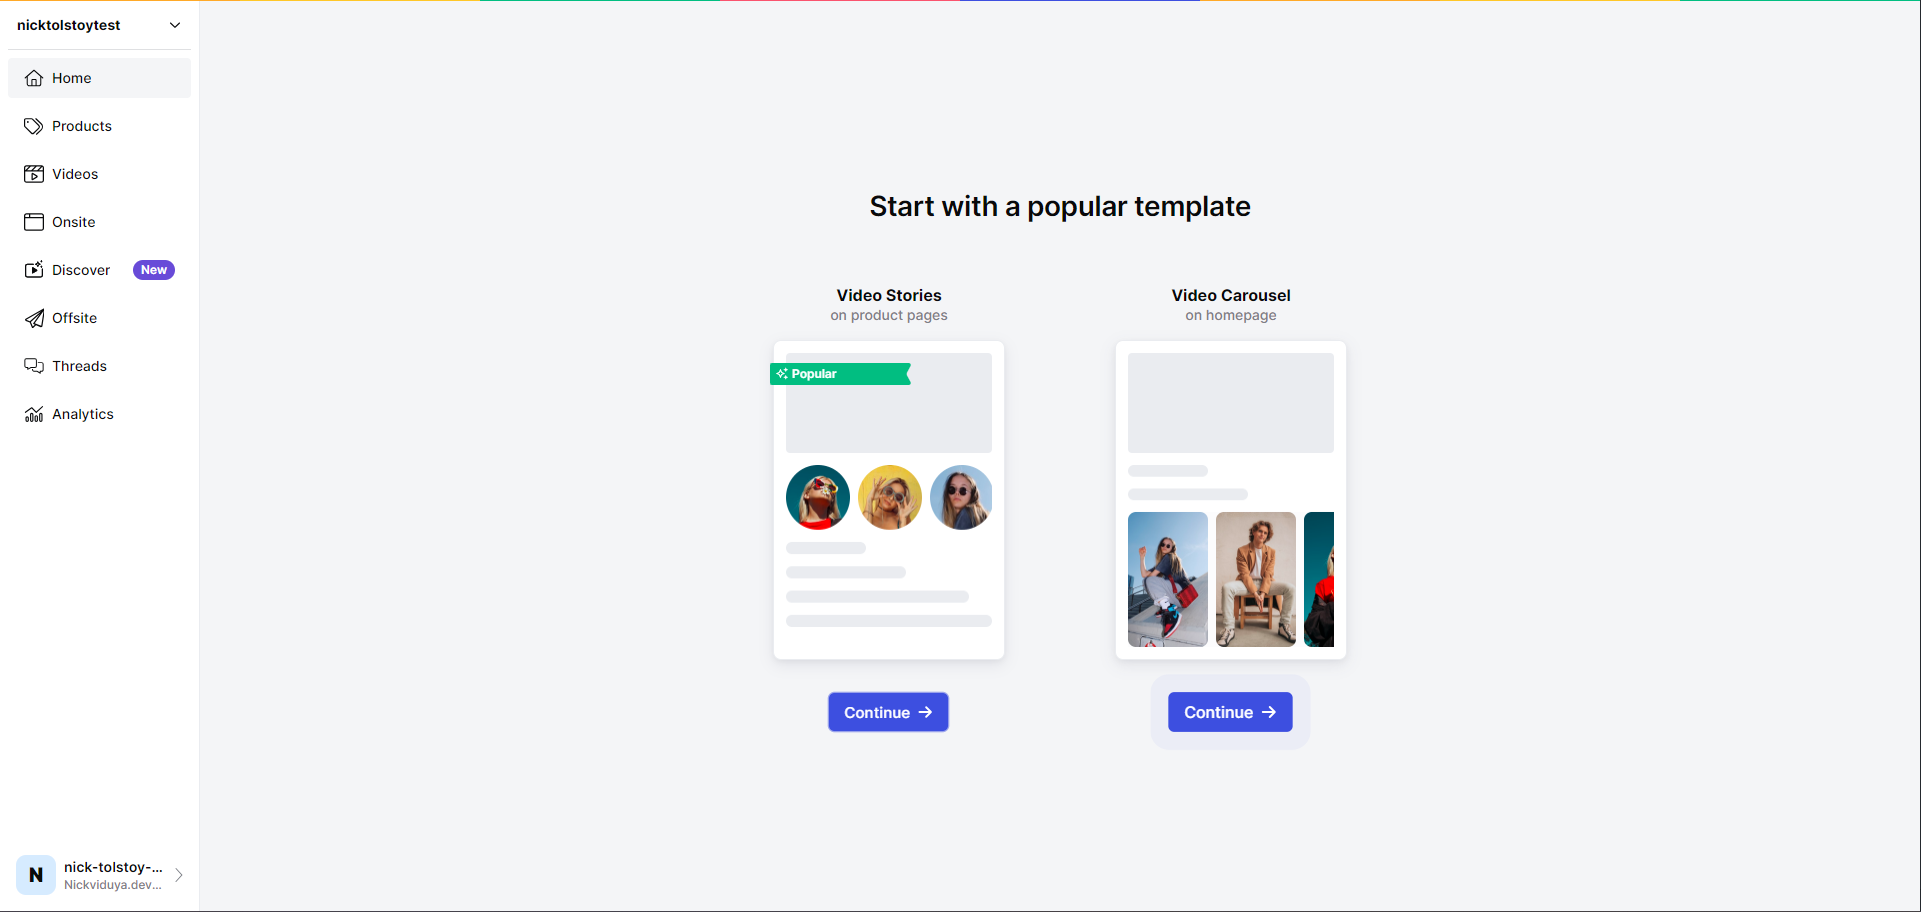 nicktolstoytest
Home
Products
Videos
Onsite
Discover New
Offsite
Threads
Analytics
nick-tolstoy-...
Nickviduya.dev...
Start with a popular template
Video Stories
on product pages
Popular
Continue →
Video Carousel
on homepage
Continue →
N